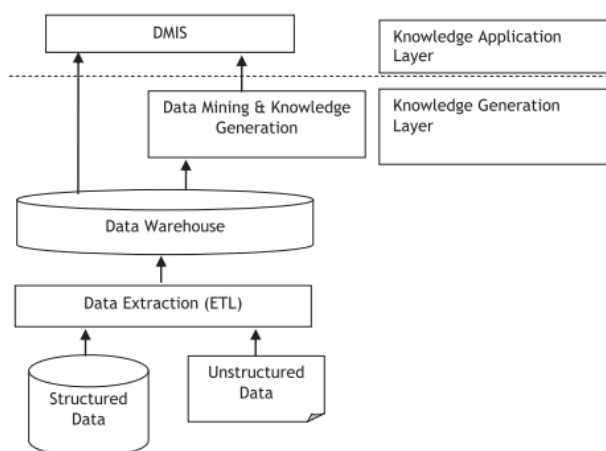 DMIS
Knowledge Application
Layer
Data Mining & Knowledge
Generation
Knowledge Generation
Layer
Data Warehouse
Data Extraction (ETL)
Structured
Data
Unstructured
Data